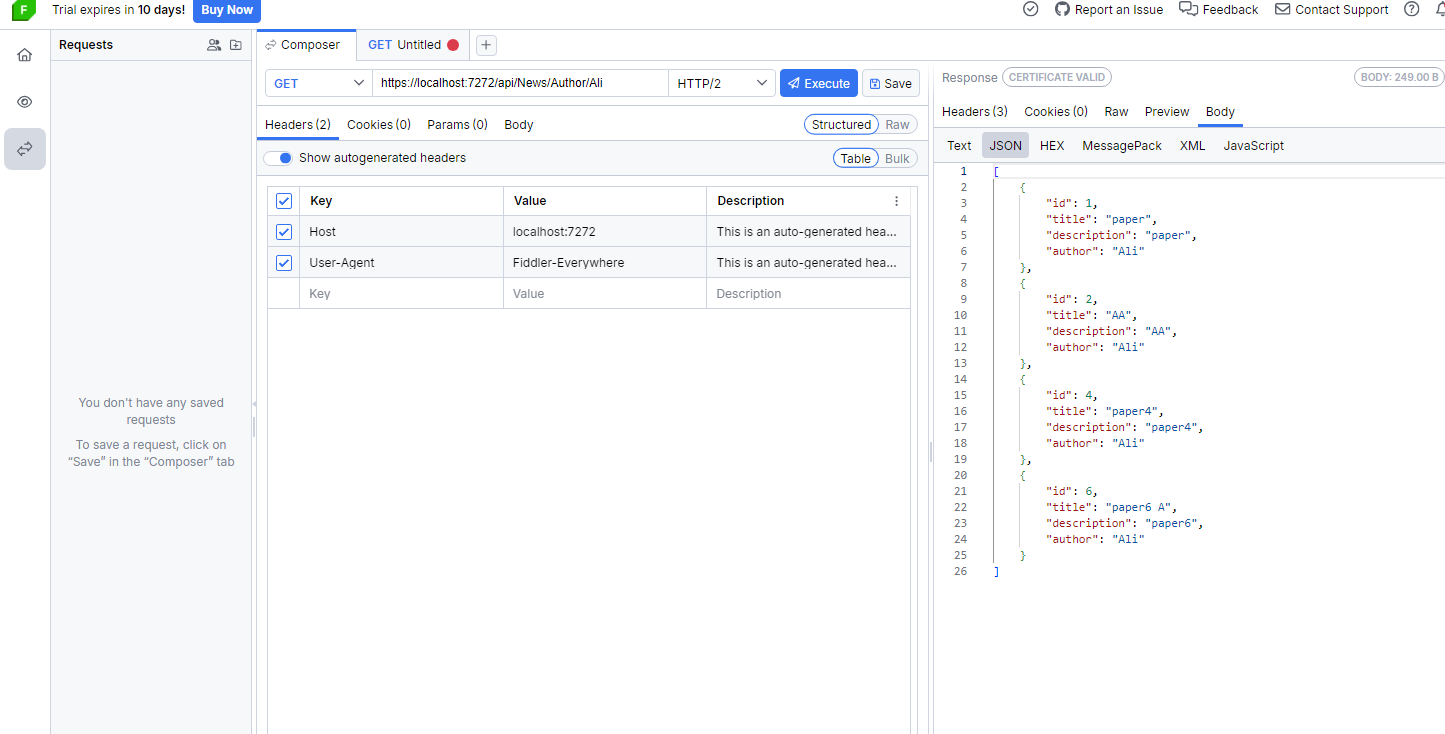 F Trial expires in 10 days! Buy Now Report an Issue Feedback Contact Support
Requests
Composer GET Untitled
GET https://localhost:7272/api/News/Author/Ali HTTP/2 Execute Save
Headers (2) Cookies (0) Params (0) Body Structured Raw
Show autogenerated headers Table Bulk
Key Value Description
Host localhost:7272 This is an auto-generated hea...
User-Agent Fiddler-Everywhere This is an auto-generated hea...
Key Value Description
You don't have any saved
requests
To save a request, click on
“Save” in the “Composer” tab
Response CERTIFICATE VALID BODY: 249.00 B
Headers (3) Cookies (0) Raw Preview Body
Text JSON HEX MessagePack XML JavaScript
1 [
2 {
3 "id": 1,
4 "title": "paper",
5 "description": "paper",
6 "author": "Ali"
7 },
8 {
9 "id": 2,
10 "title": "AA",
11 "description": "AA",
12 "author": "Ali"
13 },
14 {
15 "id": 4,
16 "title": "paper4",
17 "description": "paper4",
18 "author": "Ali"
19 },
20 {
21 "id": 6,
22 "title": "paper6 A",
23 "description": "paper6",
24 "author": "Ali"
25 }
26 ]